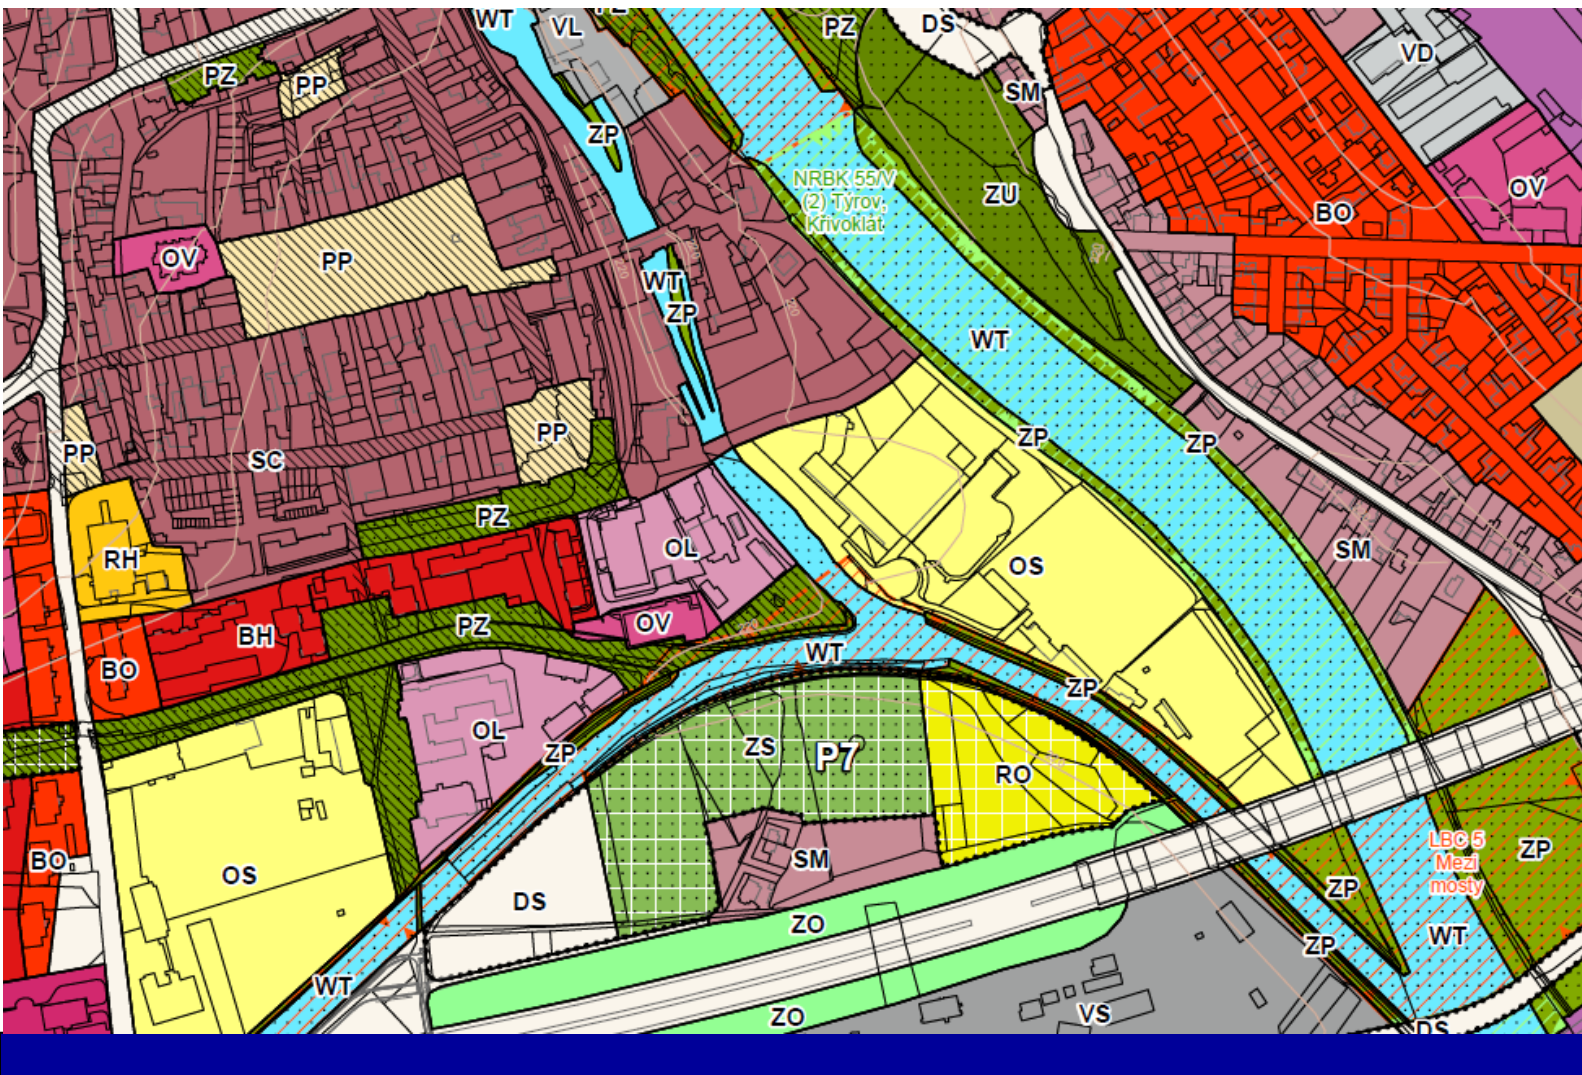 WT
VL
PZ
DS
VD
PZ
PP
SM
ZP
NRBK 55/V
(2) Týrov,
Křivoklát
ZU
OV
BO
OV
PP
WT
ZP
220
220
220
WT
PP
PP
SC
ZP
ZP
PZ
RH
OL
OS
SM
BH
PZ
OV
BO
WT
ZP
OL
ZP
ZS
P7
RO
BO
OS
DS
SM
ZO
LBC 5
Mezi
mosty
ZP
ZP
WT
ZP
WT
ZO
VS
DS